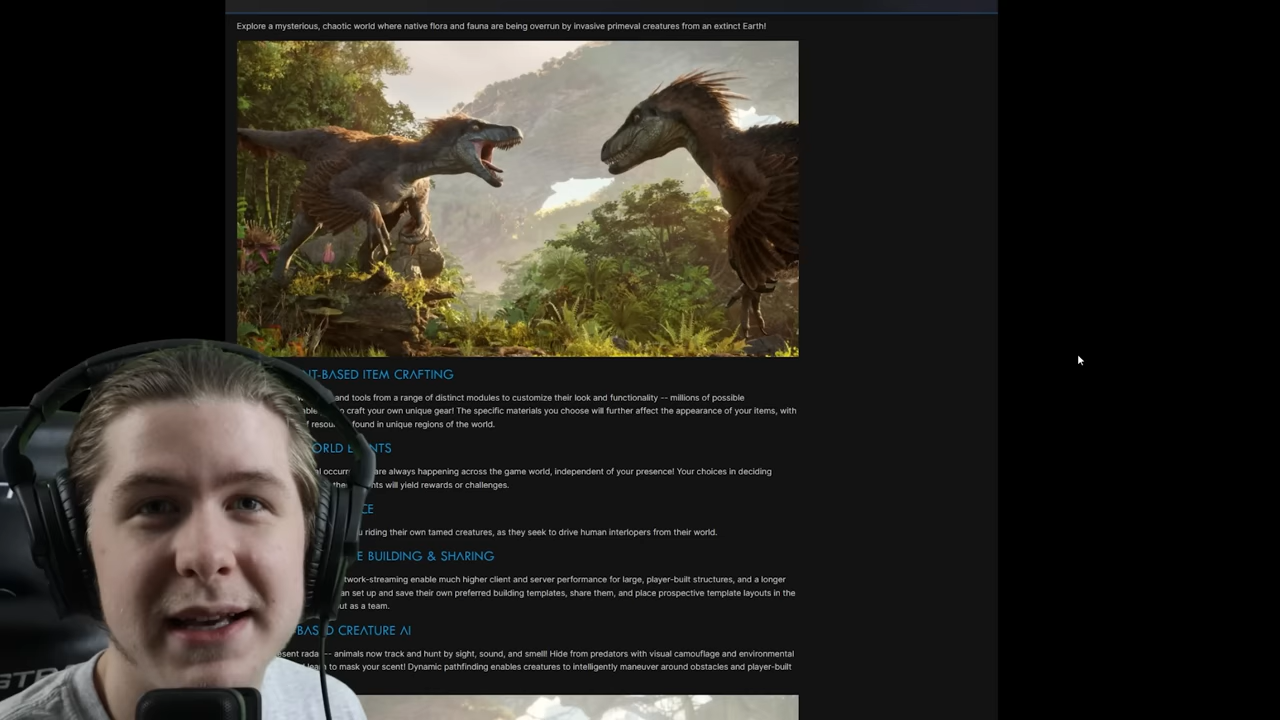 Explore a mysterious, chaotic world where native flora and fauna are being overrun by invasive primeval creatures from an extinct Earth!
-BASED ITEM CRAFTING
and tools from a range of distinct modules to customize their look and functionality -- millions of possible
to craft your own unique gear! The specific materials you choose will further affect the appearance of your items, with
found in unique regions of the world.
are always happening across the game world, independent of your presence! Your choices in deciding
will yield rewards or challenges.
riding their own tamed creatures, as they seek to drive human interlopers from their world.
BUILDING & SHARING
-streaming enable much higher client and server performance for large, player-built structures, and a longer
set up and save their own preferred building templates, share them, and place prospective template layouts in the
as a team.
CREATURE AI
-- animals now track and hunt by sight, sound, and smell! Hide from predators with visual camouflage and environmental
to mask your scent! Dynamic pathfinding enables creatures to intelligently maneuver around obstacles and player-built